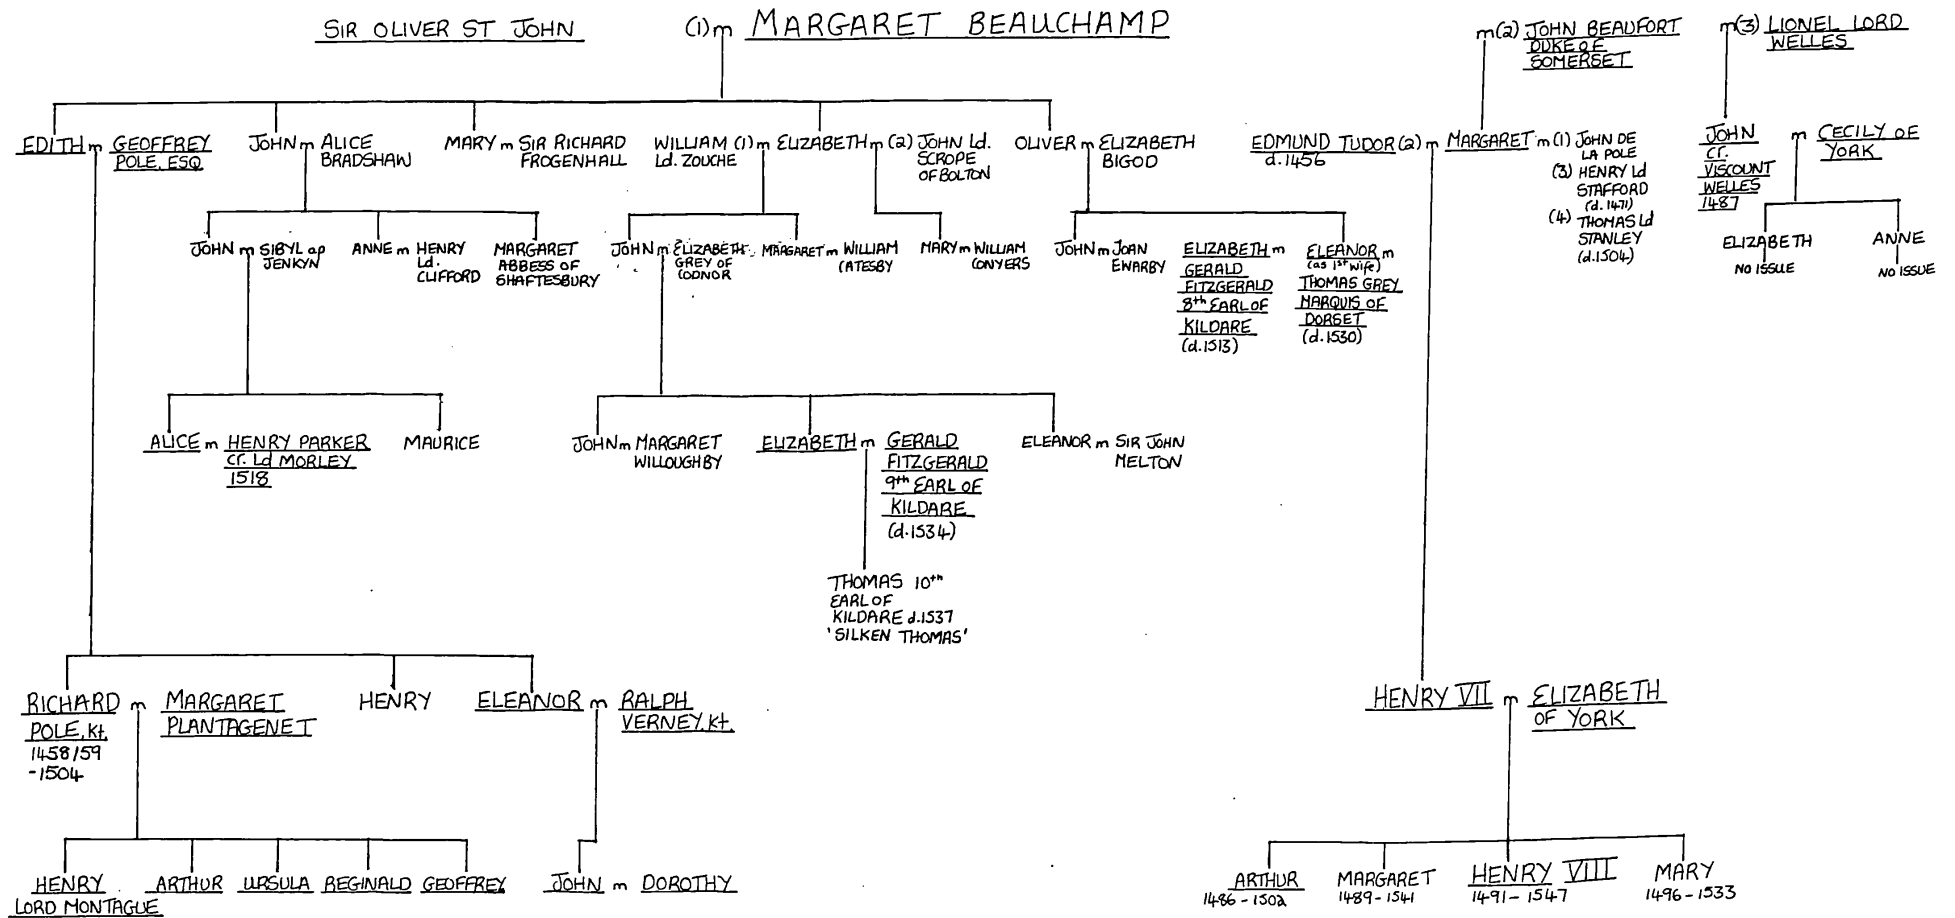 SIR OLIVER ST JOHN (1) m MARGARET BEAUCHAMP
m (2) JOHN BEAUFORT
DUKE OF
SOMERSET
m (3) LIONEL LORD
WELLES
EDITH m GEOFFREY
POLE, ESQ
JOHN m ALICE
BRADSHAW
MARY m SIR RICHARD
FROGENHALL
WILLIAM (1) m ELIZABETH m (2) JOHN Ld.
Ld. ZOUCHE
SCROPE
OF BOLTON
OLIVER m ELIZABETH
BIGOD
EDMUND TUDOR (2) m MARGARET m (1) JOHN DE
d. 1456
LA POLE
(3) HENRY Ld
STAFFORD
(d. 1471)
(4) THOMAS Ld
STANLEY
(d. 1504)
JOHN m CECILY OF
YORK
cr.
VISCOUNT
WELLES
1487
JOHN m SIBYL ap
JENKYN
ANNE m HENRY
Ld.
CLIFFORD
MARGARET
ABBESS OF
SHAFTESBURY
JOHN m ELIZABETH
GREY OF
CODNOR
MARGARET m WILLIAM
CATESBY
MARY m WILLIAM
CONYERS
JOHN m JOAN
EWARBY
ELIZABETH m
GERALD
FITZGERALD
8th EARL OF
KILDARE
(d. 1513)
ELEANOR m
(as 1st wife)
THOMAS GREY
MARQUIS OF
DORSET
(d. 1530)
ELIZABETH
NO ISSUE
ANNE
NO ISSUE
ALICE m HENRY PARKER
cr. Ld MORLEY
1518
MAURICE
JOHN m MARGARET
WILLOUGHBY
ELIZABETH m GERALD
FITZGERALD
9th EARL OF
KILDARE
(d. 1534)
ELEANOR m SIR JOHN
MELTON
THOMAS 10th
EARL OF
KILDARE d. 1537
'SILKEN THOMAS'
RICHARD m MARGARET
POLE, Kt. PLANTAGENET
1458/59
-1504
HENRY
ELEANOR m RALPH
VERNEY, Kt.
HENRY VII m ELIZABETH
OF YORK
HENRY
LORD MONTAGUE
ARTHUR
URSULA
REGINALD
GEOFFREY
JOHN m DOROTHY
ARTHUR
1486 - 1502
MARGARET
1489 - 1541
HENRY VIII
1491 - 1547
MARY
1496 - 1533